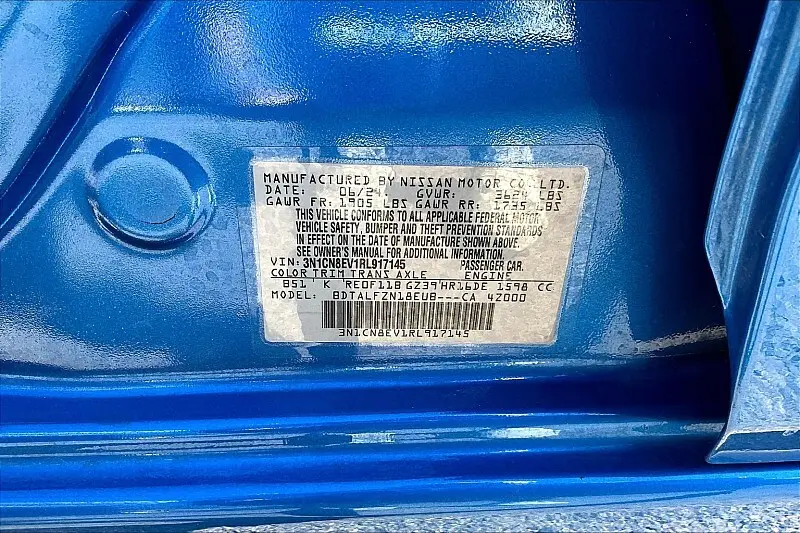 MANUFACTURED BY NISSAN MOTOR CO.,LTD.
DATE: 06/24. GVWR: 3624 LBS
GAWR FR: 1905 LBS GAWR RR: 1735 LBS
THIS VEHICLE CONFORMS TO ALL APPLICABLE FEDERAL MOTOR
VEHICLE SAFETY, BUMPER AND THEFT PREVENTION STANDARDS
IN EFFECT ON THE DATE OF MANUFACTURE SHOWN ABOVE.
SEE OWNER'S MANUAL FOR ADDITIONAL INFORMATION.
VIN: 3N1CN8EV1RL917145 PASSENGER CAR.
COLOR TRIM TRANS AXLE ENGINE
B51 K RE0F11B GZ39 HR16DE 1598 CC
MODEL: BDTALFZN18EUB---CA 42000
3N1CN8EV1RL917145